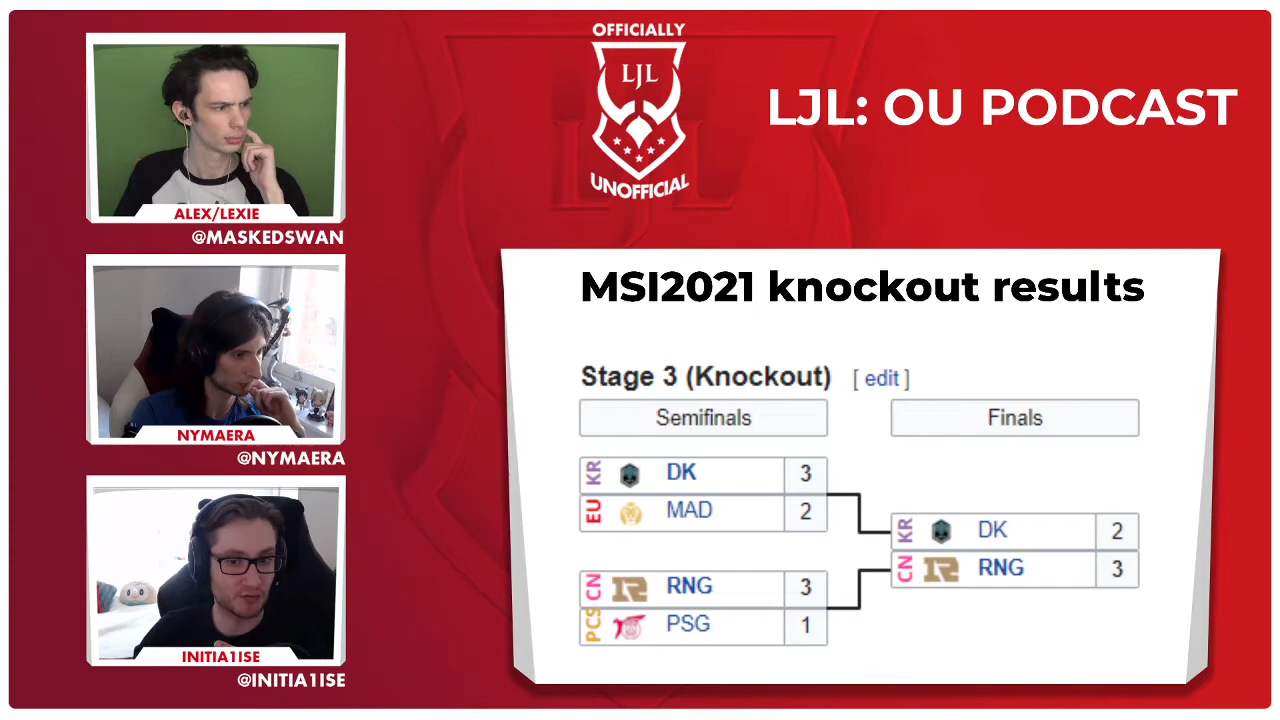 OFFICIALLY
LJL
UNOFFICIAL
LJL: OU PODCAST
ALEX/LEXIE
@MASKEDSWAN
NYMAERA
@NYMAERA
INITIA1ISE
@INITIA1ISE
MSI2021 knockout results
Stage 3 (Knockout) [ edit ]
Semifinals
Finals
KR DK 3
EU MAD 2
CN RNG 3
PCS PSG 1
KR DK 2
CN RNG 3